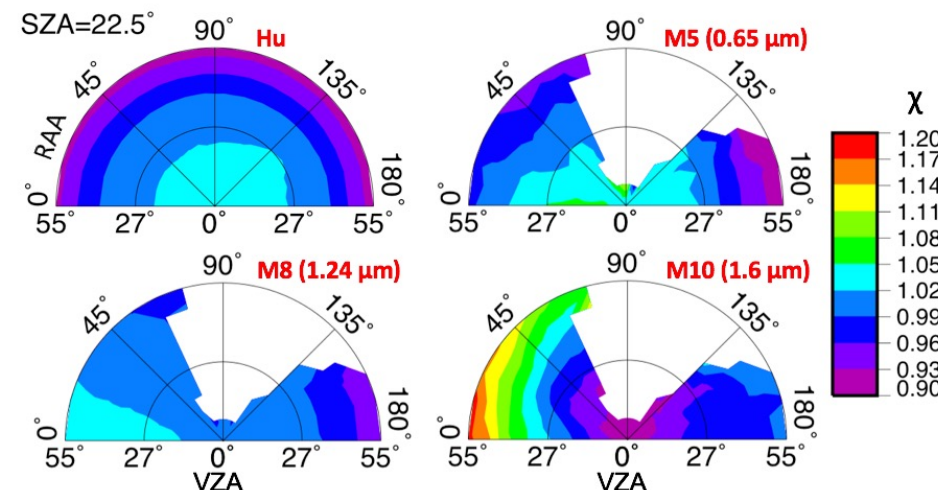 SZA=22.5°
Hu
90°
45°
135°
RAA
0°
180°
55° 27 0° 27° 55°
M5 (0.65 µm)
90°
45°
135°
0°
180°
55° 27° 0° 27° 55°
χ
1.20
1.17
1.14
1.11
1.08
1.05
1.02
0.99
0.96
0.93
0.90
M8 (1.24 µm)
90°
45°
135°
0°
180°
55° 27° 0° 27° 55°
VZA
M10 (1.6 µm)
90°
45°
135°
0°
180°
55° 27° 0° 27° 55°
VZA